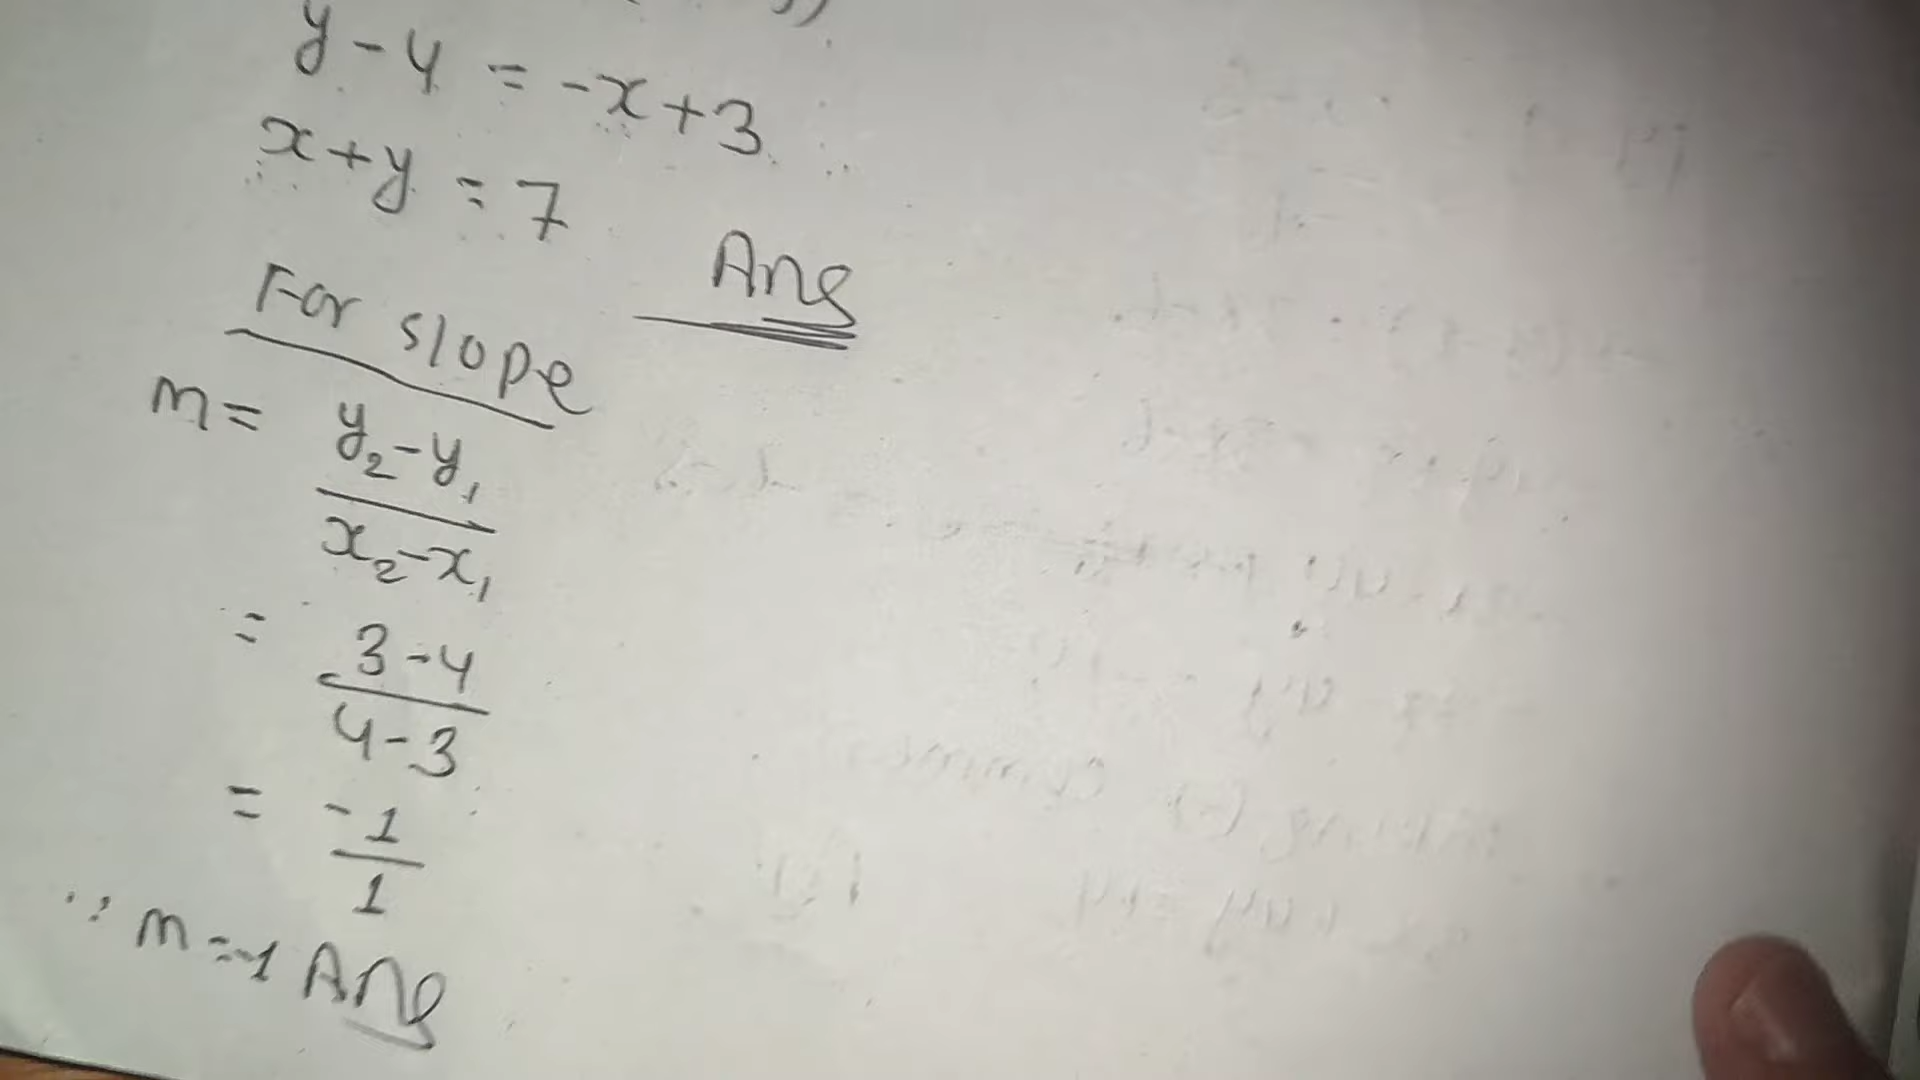 y - 4 = -x + 3
x + y = 7
Ans
For slope
m = y₂ - y₁ / x₂ - x₁
= 3 - 4 / 4 - 3
= -1 / 1
∴ m = -1 Ans